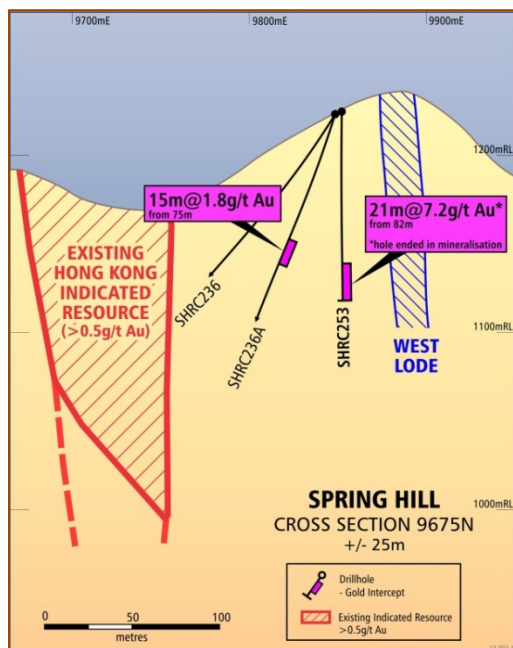 9700mE
9800mE
9900mE
1200mRL
15m@1.8g/t Au
from 75m
21m@7.2g/t Au*
from 82m
*hole ended in mineralisation
EXISTING
HONG KONG
INDICATED
RESOURCE
(>0.5g/t Au)
SHRC236
SHRC236A
SHRC253
1100mRL
WEST
LODE
1000mRL
SPRING HILL
CROSS SECTION 9675N
+/- 25m
Drillhole
- Gold Intercept
Existing Indicated Resource
>0.5g/t Au
0
50
100
metres